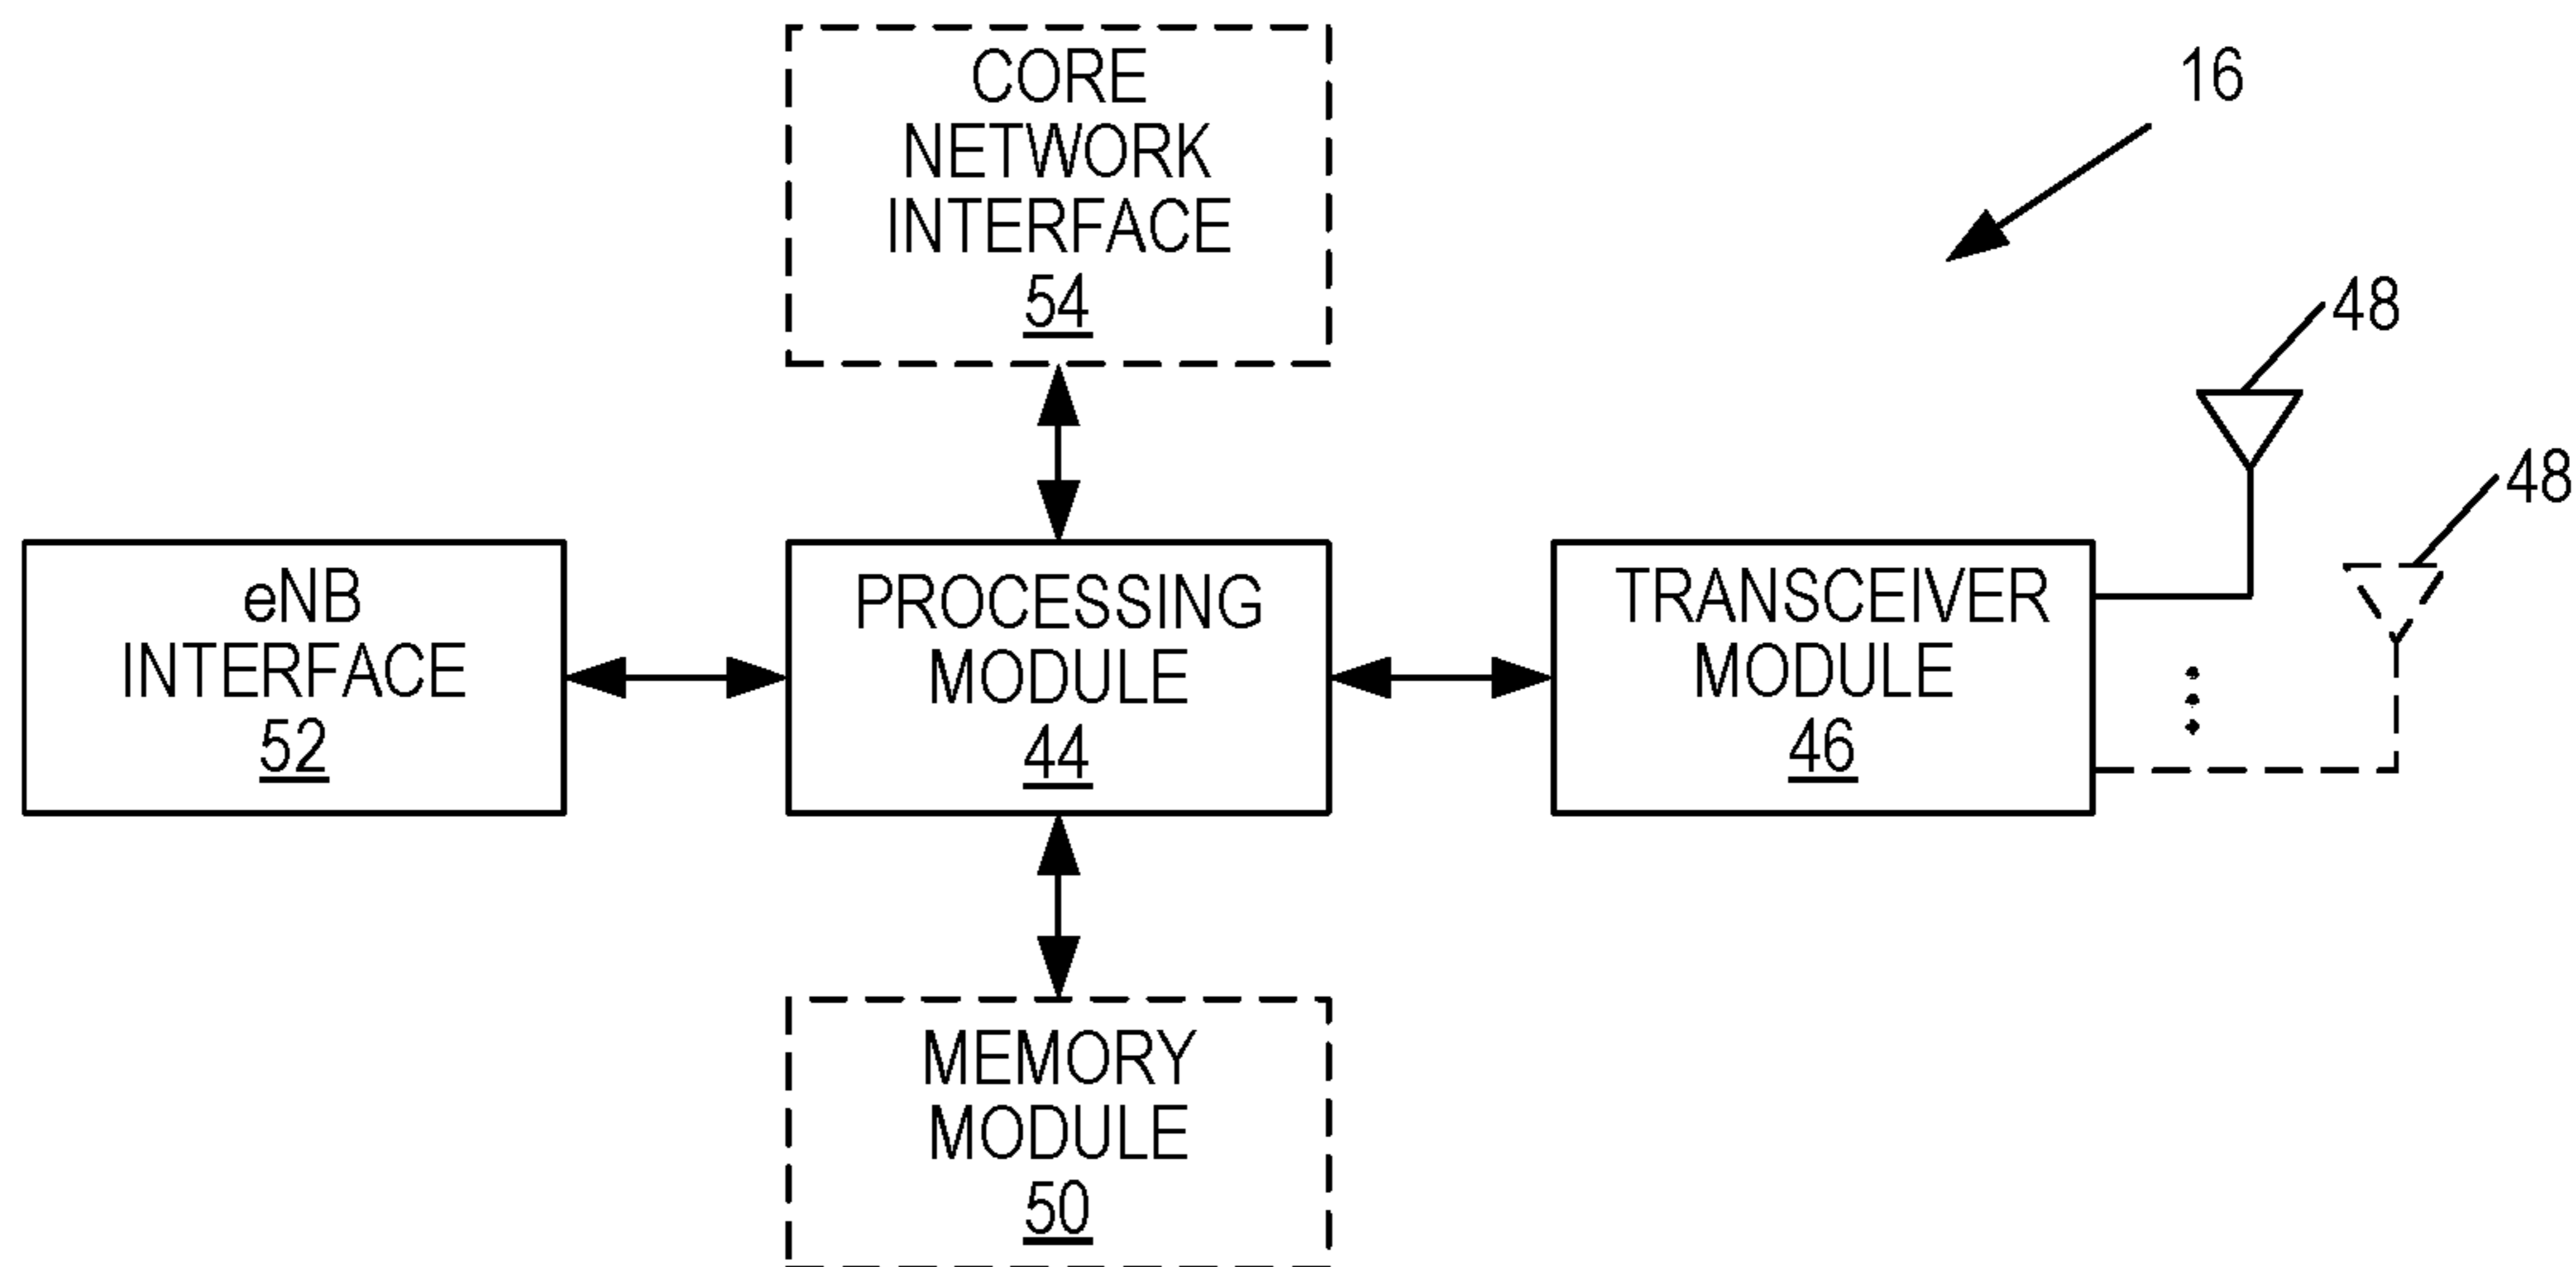 CORE
NETWORK
INTERFACE
54
16
48
48
eNB
INTERFACE
52
PROCESSING
MODULE
44
TRANSCEIVER
MODULE
46
MEMORY
MODULE
50